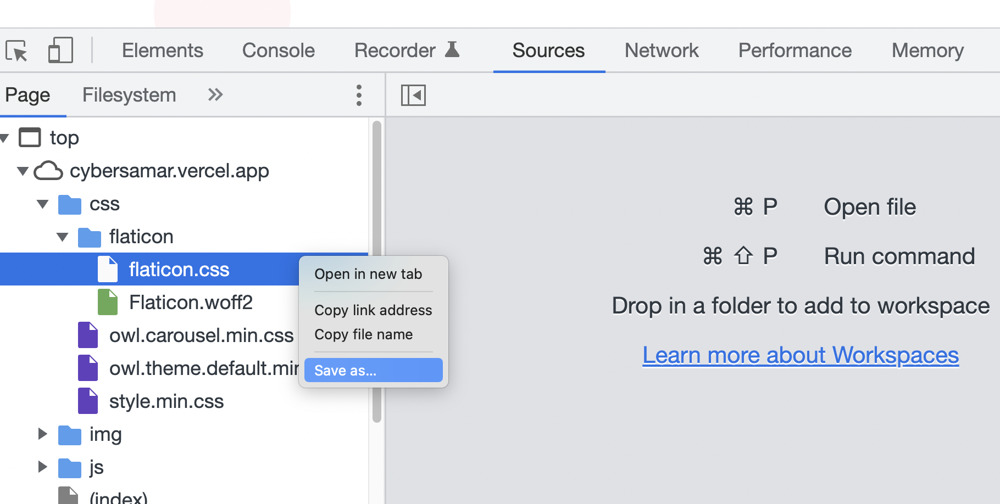 Elements Console Recorder Sources Network Performance Memory
Page Filesystem
top
cybersamar.vercel.app
css
flaticon
flaticon.css
Flaticon.woff2
owl.carousel.min.css
owl.theme.default.min
style.min.css
img
js
(index)
Open in new tab
Copy link address
Copy file name
Save as...
⌘ P Open file
⌘ ⇧ P Run command
Drop in a folder to add to workspace
Learn more about Workspaces